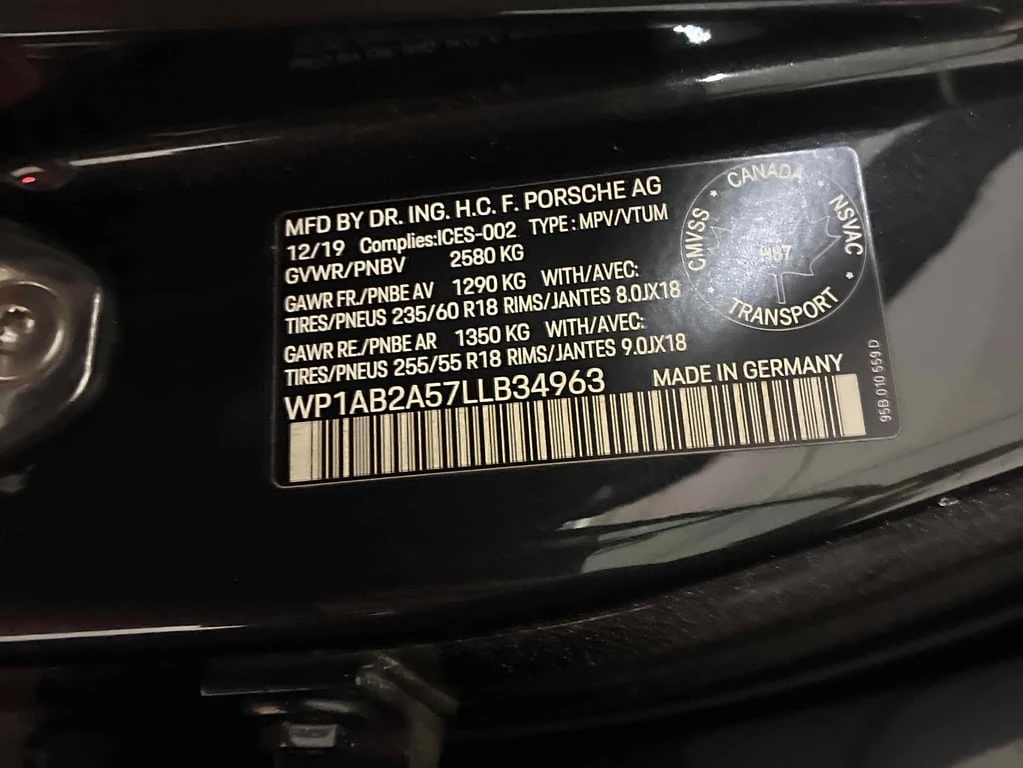 MFD BY DR. ING. H.C. F. PORSCHE AG
12/19 Complies:ICES-002 TYPE : MPV/VTUM
GVWR/PNBV 2580 KG
GAWR FR./PNBE AV 1290 KG WITH/AVEC:
TIRES/PNEUS 235/60 R18 RIMS/JANTES 8.0JX18
GAWR RE./PNBE AR 1350 KG WITH/AVEC:
TIRES/PNEUS 255/55 R18 RIMS/JANTES 9.0JX18
WP1AB2A57LLB34963 MADE IN GERMANY
CANADA
CMVSS
NSVAC
H87
TRANSPORT
95B 010 559 D